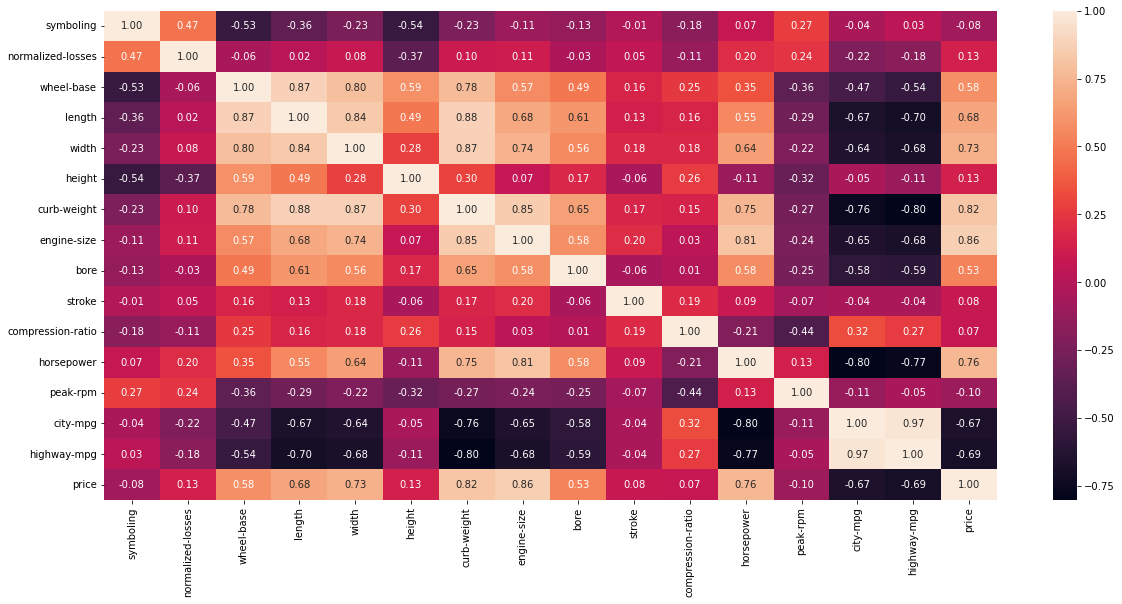 symboling 1.00 0.47 -0.53 -0.36 -0.23 -0.54 -0.23 -0.11 -0.13 -0.01 -0.18 0.07 0.27 -0.04 0.03 -0.08
normalized-losses 0.47 1.00 -0.06 0.02 0.08 -0.37 0.10 0.11 -0.03 0.05 -0.11 0.20 0.24 -0.22 -0.18 0.13
wheel-base -0.53 -0.06 1.00 0.87 0.80 0.59 0.78 0.57 0.49 0.16 0.25 0.35 -0.36 -0.47 -0.54 0.58
length -0.36 0.02 0.87 1.00 0.84 0.49 0.88 0.68 0.61 0.13 0.16 0.55 -0.29 -0.67 -0.70 0.68
width -0.23 0.08 0.80 0.84 1.00 0.28 0.87 0.74 0.56 0.18 0.18 0.64 -0.22 -0.64 -0.68 0.73
height -0.54 -0.37 0.59 0.49 0.28 1.00 0.30 0.07 0.17 -0.06 0.26 -0.11 -0.32 -0.05 -0.11 0.13
curb-weight -0.23 0.10 0.78 0.88 0.87 0.30 1.00 0.85 0.65 0.17 0.15 0.75 -0.27 -0.76 -0.80 0.82
engine-size -0.11 0.11 0.57 0.68 0.74 0.07 0.85 1.00 0.58 0.20 0.03 0.81 -0.24 -0.65 -0.68 0.86
bore -0.13 -0.03 0.49 0.61 0.56 0.17 0.65 0.58 1.00 -0.06 0.01 0.58 -0.25 -0.58 -0.59 0.53
stroke -0.01 0.05 0.16 0.13 0.18 -0.06 0.17 0.20 -0.06 1.00 0.19 0.09 -0.07 -0.04 -0.04 0.08
compression-ratio -0.18 -0.11 0.25 0.16 0.18 0.26 0.15 0.03 0.01 0.19 1.00 -0.21 -0.44 0.32 0.27 0.07
horsepower 0.07 0.20 0.35 0.55 0.64 -0.11 0.75 0.81 0.58 0.09 -0.21 1.00 0.13 -0.80 -0.77 0.76
peak-rpm 0.27 0.24 -0.36 -0.29 -0.22 -0.32 -0.27 -0.24 -0.25 -0.07 -0.44 0.13 1.00 -0.11 -0.05 -0.10
city-mpg -0.04 -0.22 -0.47 -0.67 -0.64 -0.05 -0.76 -0.65 -0.58 -0.04 0.32 -0.80 -0.11 1.00 0.97 -0.67
highway-mpg 0.03 -0.18 -0.54 -0.70 -0.68 -0.11 -0.80 -0.68 -0.59 -0.04 0.27 -0.77 -0.05 0.97 1.00 -0.69
price -0.08 0.13 0.58 0.68 0.73 0.13 0.82 0.86 0.53 0.08 0.07 0.76 -0.10 -0.67 -0.69 1.00
symboling
normalized-losses
wheel-base
length
width
height
curb-weight
engine-size
bore
stroke
compression-ratio
horsepower
peak-rpm
city-mpg
highway-mpg
price
1.00
0.75
0.50
0.25
0.00
-0.25
-0.50
-0.75